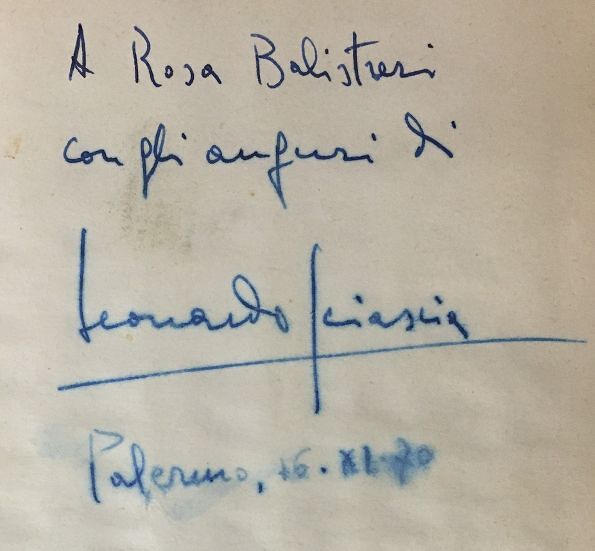 A Rosa Balistreri
con gli auguri di
Leonardo Sciascia
Palermo, 16. XI. 70